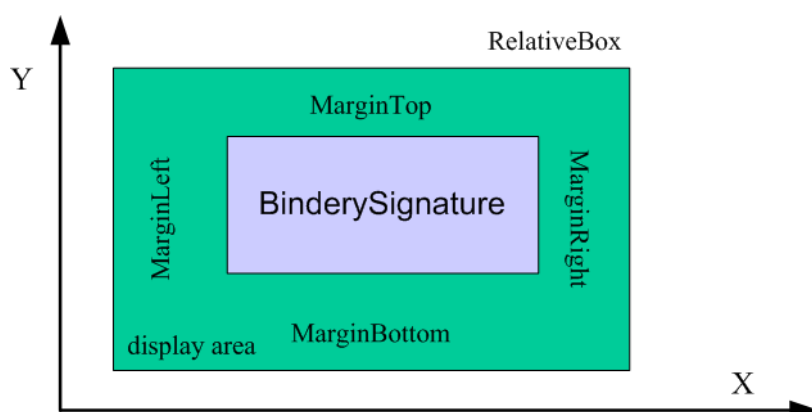 RelativeBox
Y
MarginTop
MarginLeft
BinderySignature
MarginRight
MarginBottom
display area
X